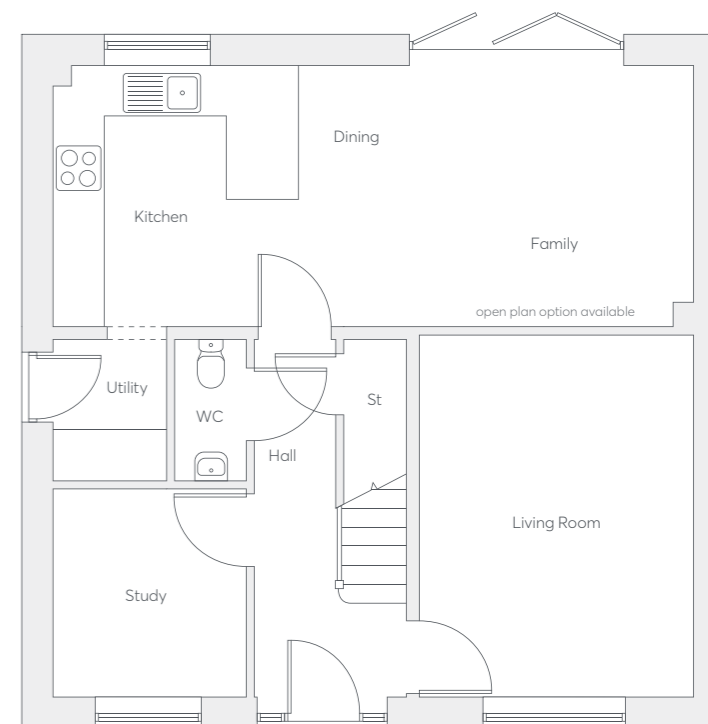 Dining
Kitchen
Family
open plan option available
Utility
St
WC
Hall
Living Room
Study